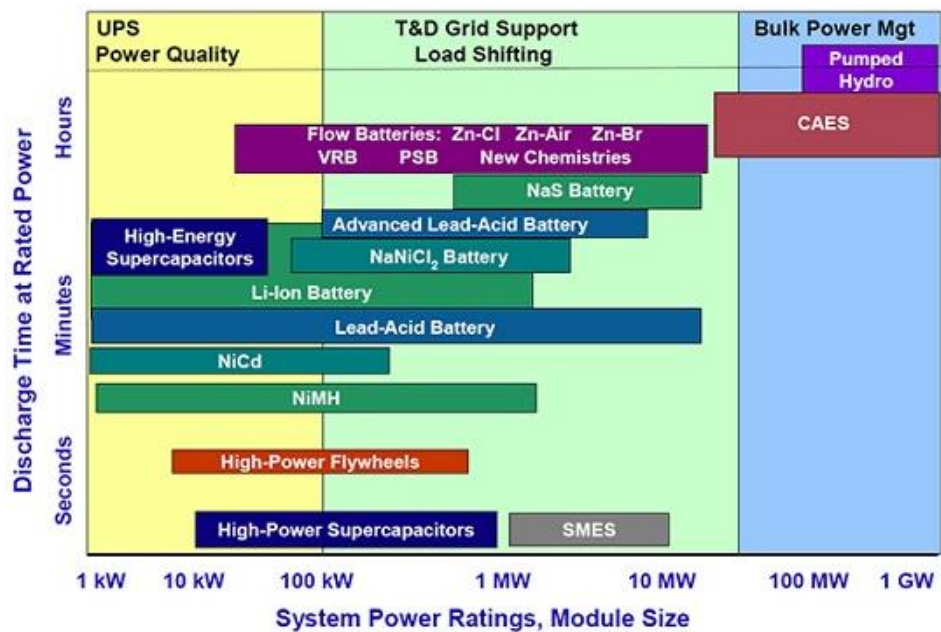 UPS
Power Quality
T&D Grid Support
Load Shifting
Bulk Power Mgt
Pumped
Hydro
CAES
Flow Batteries: Zn-Cl Zn-Air Zn-Br
VRB PSB New Chemistries
NaS Battery
Advanced Lead-Acid Battery
High-Energy
Supercapacitors
NaNiCl₂ Battery
Li-Ion Battery
Lead-Acid Battery
NiCd
NiMH
High-Power Flywheels
High-Power Supercapacitors
SMES
Discharge Time at Rated Power
Hours
Minutes
Seconds
1 kW 10 kW 100 kW 1 MW 10 MW 100 MW 1 GW
System Power Ratings, Module Size